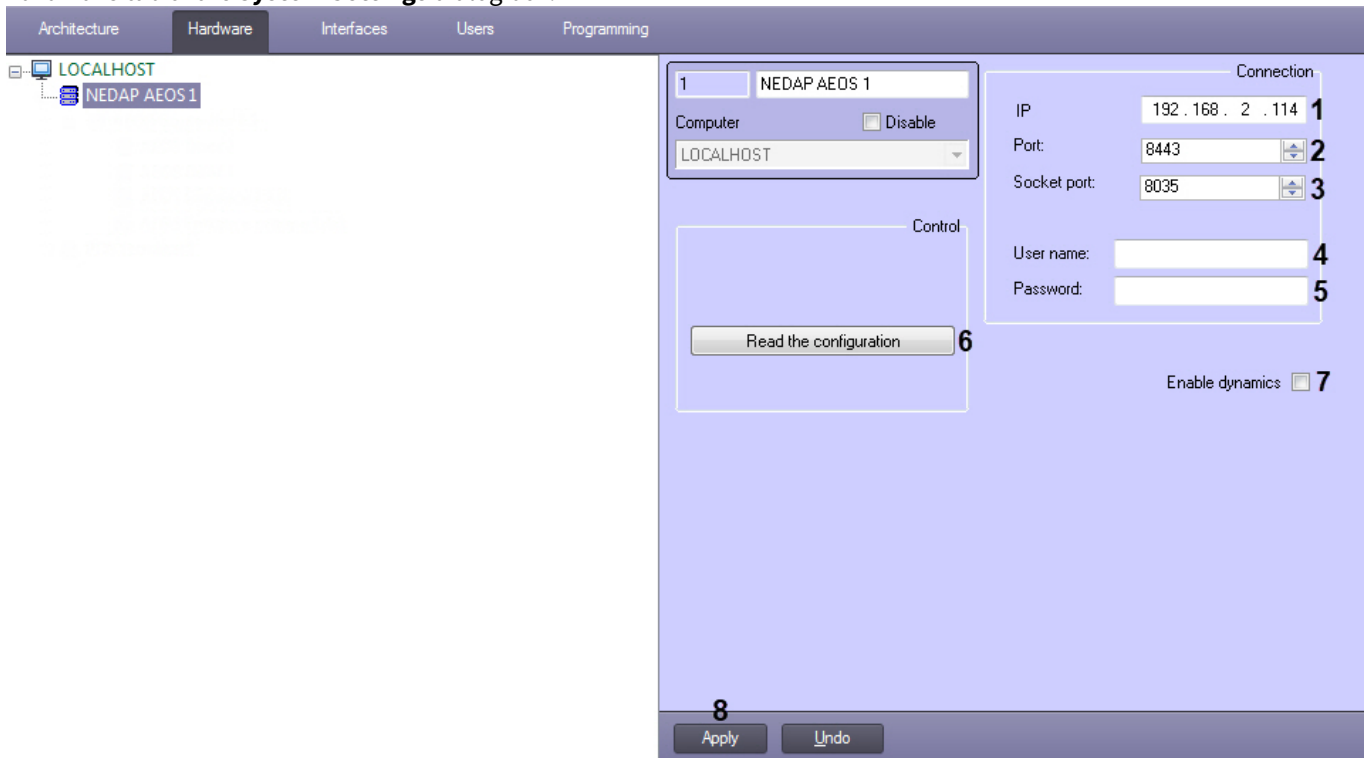 Architecture Hardware Interfaces Users Programming
LOCALHOST
NEDAP AEOS 1
1 NEDAP AEOS 1
Computer Disable
LOCALHOST
Control
Read the configuration 6
Connection
IP 192 . 168 . 2 . 114 1
Port: 8443 2
Socket port: 8035 3
User name: 4
Password: 5
Enable dynamics 7
8
Apply Undo